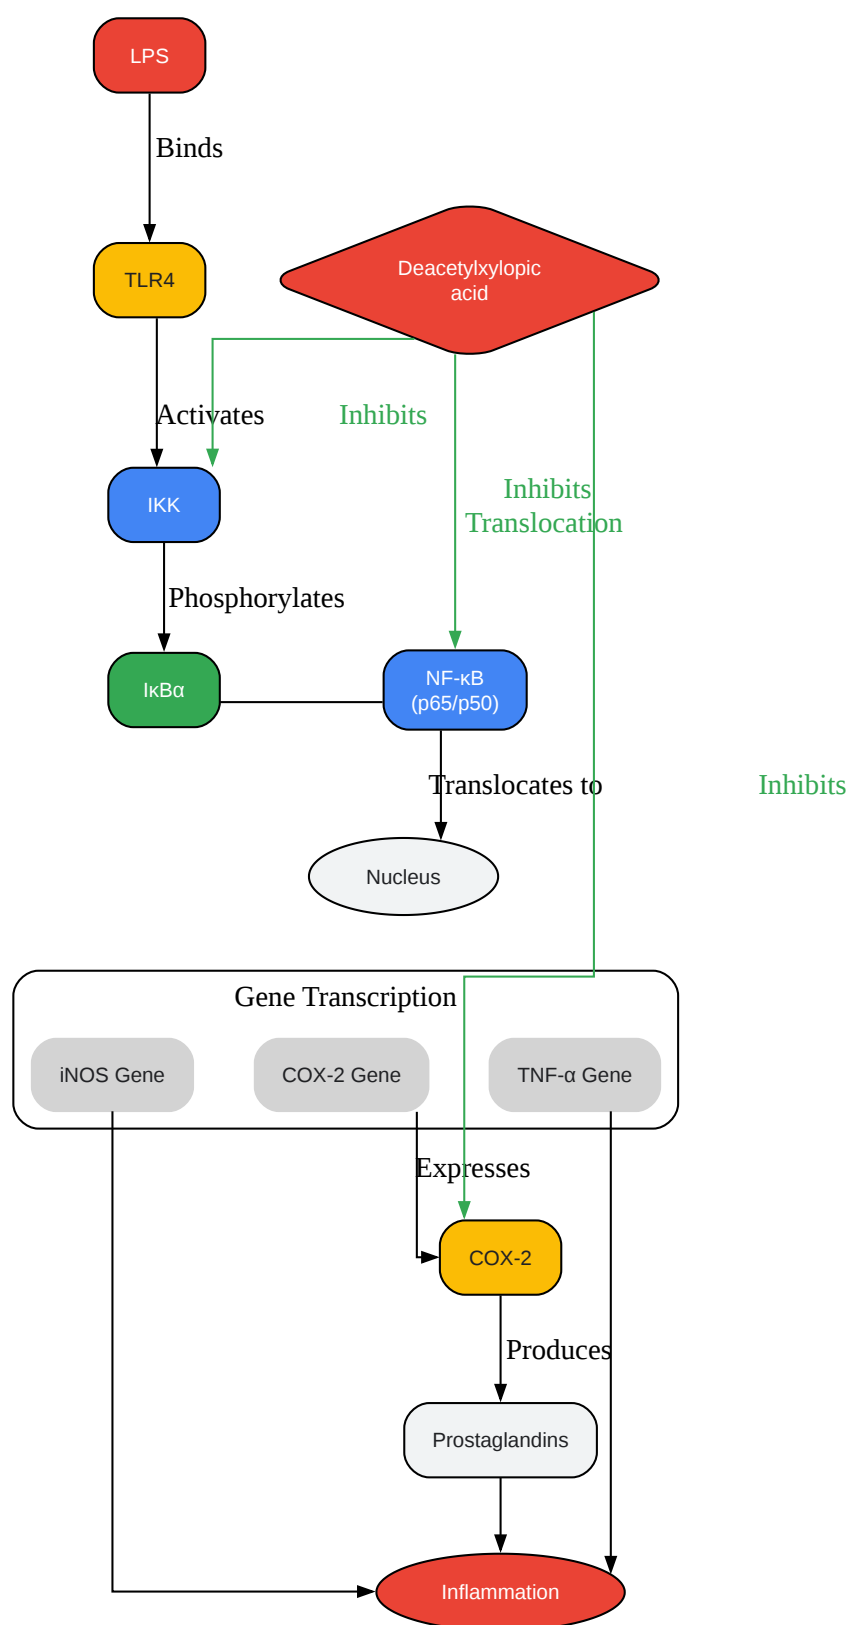 LPS
Binds
Deacetylxylopic
acid
TLR4
Activates
Inhibits
Inhibits
Translocation
IKK
Phosphorylates
IκBα
NF-κB
(p65/p50)
Translocates to
Inhibits
Nucleus
Gene Transcription
iNOS Gene
COX-2 Gene
TNF-α Gene
Expresses
COX-2
Produces
Prostaglandins
Inflammation